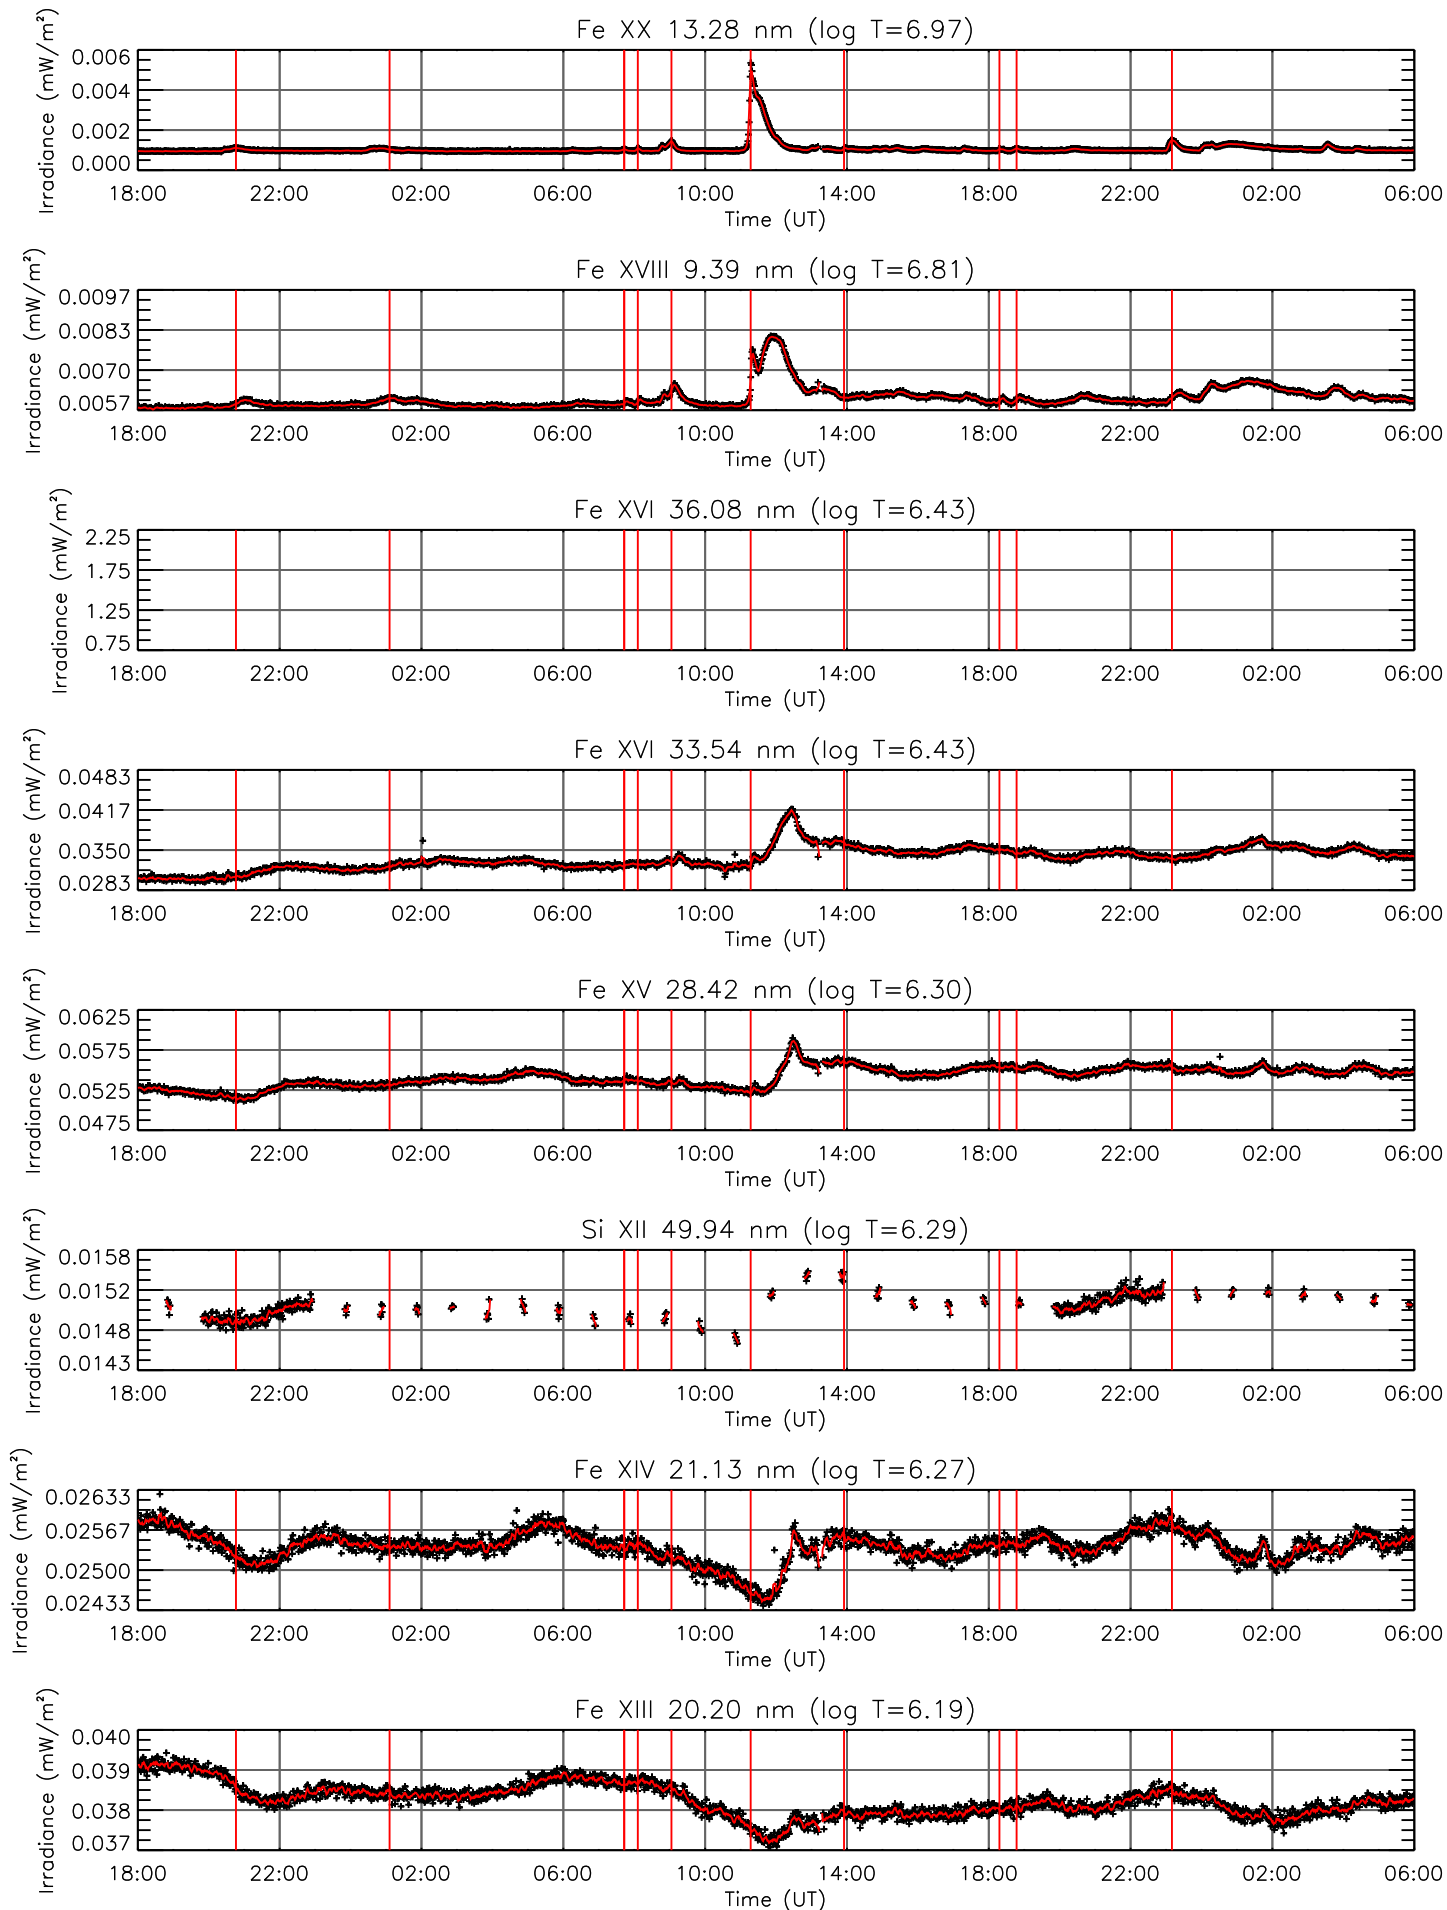 Fe XX 13.28 nm (log T=6.97)
Irradiance (mW/m²)
0.006
0.004
0.002
0.000
18:00 22:00 02:00 06:00 10:00 14:00 18:00 22:00 02:00 06:00
Time (UT)
Fe XVIII 9.39 nm (log T=6.81)
Irradiance (mW/m²)
0.0097
0.0083
0.0070
0.0057
18:00 22:00 02:00 06:00 10:00 14:00 18:00 22:00 02:00 06:00
Time (UT)
Fe XVI 36.08 nm (log T=6.43)
Irradiance (mW/m²)
2.25
1.75
1.25
0.75
18:00 22:00 02:00 06:00 10:00 14:00 18:00 22:00 02:00 06:00
Time (UT)
Fe XVI 33.54 nm (log T=6.43)
Irradiance (mW/m²)
0.0483
0.0417
0.0350
0.0283
18:00 22:00 02:00 06:00 10:00 14:00 18:00 22:00 02:00 06:00
Time (UT)
Fe XV 28.42 nm (log T=6.30)
Irradiance (mW/m²)
0.0625
0.0575
0.0525
0.0475
18:00 22:00 02:00 06:00 10:00 14:00 18:00 22:00 02:00 06:00
Time (UT)
Si XII 49.94 nm (log T=6.29)
Irradiance (mW/m²)
0.0158
0.0152
0.0148
0.0143
18:00 22:00 02:00 06:00 10:00 14:00 18:00 22:00 02:00 06:00
Time (UT)
Fe XIV 21.13 nm (log T=6.27)
Irradiance (mW/m²)
0.02633
0.02567
0.02500
0.02433
18:00 22:00 02:00 06:00 10:00 14:00 18:00 22:00 02:00 06:00
Time (UT)
Fe XIII 20.20 nm (log T=6.19)
Irradiance (mW/m²)
0.040
0.039
0.038
0.037
18:00 22:00 02:00 06:00 10:00 14:00 18:00 22:00 02:00 06:00
Time (UT)